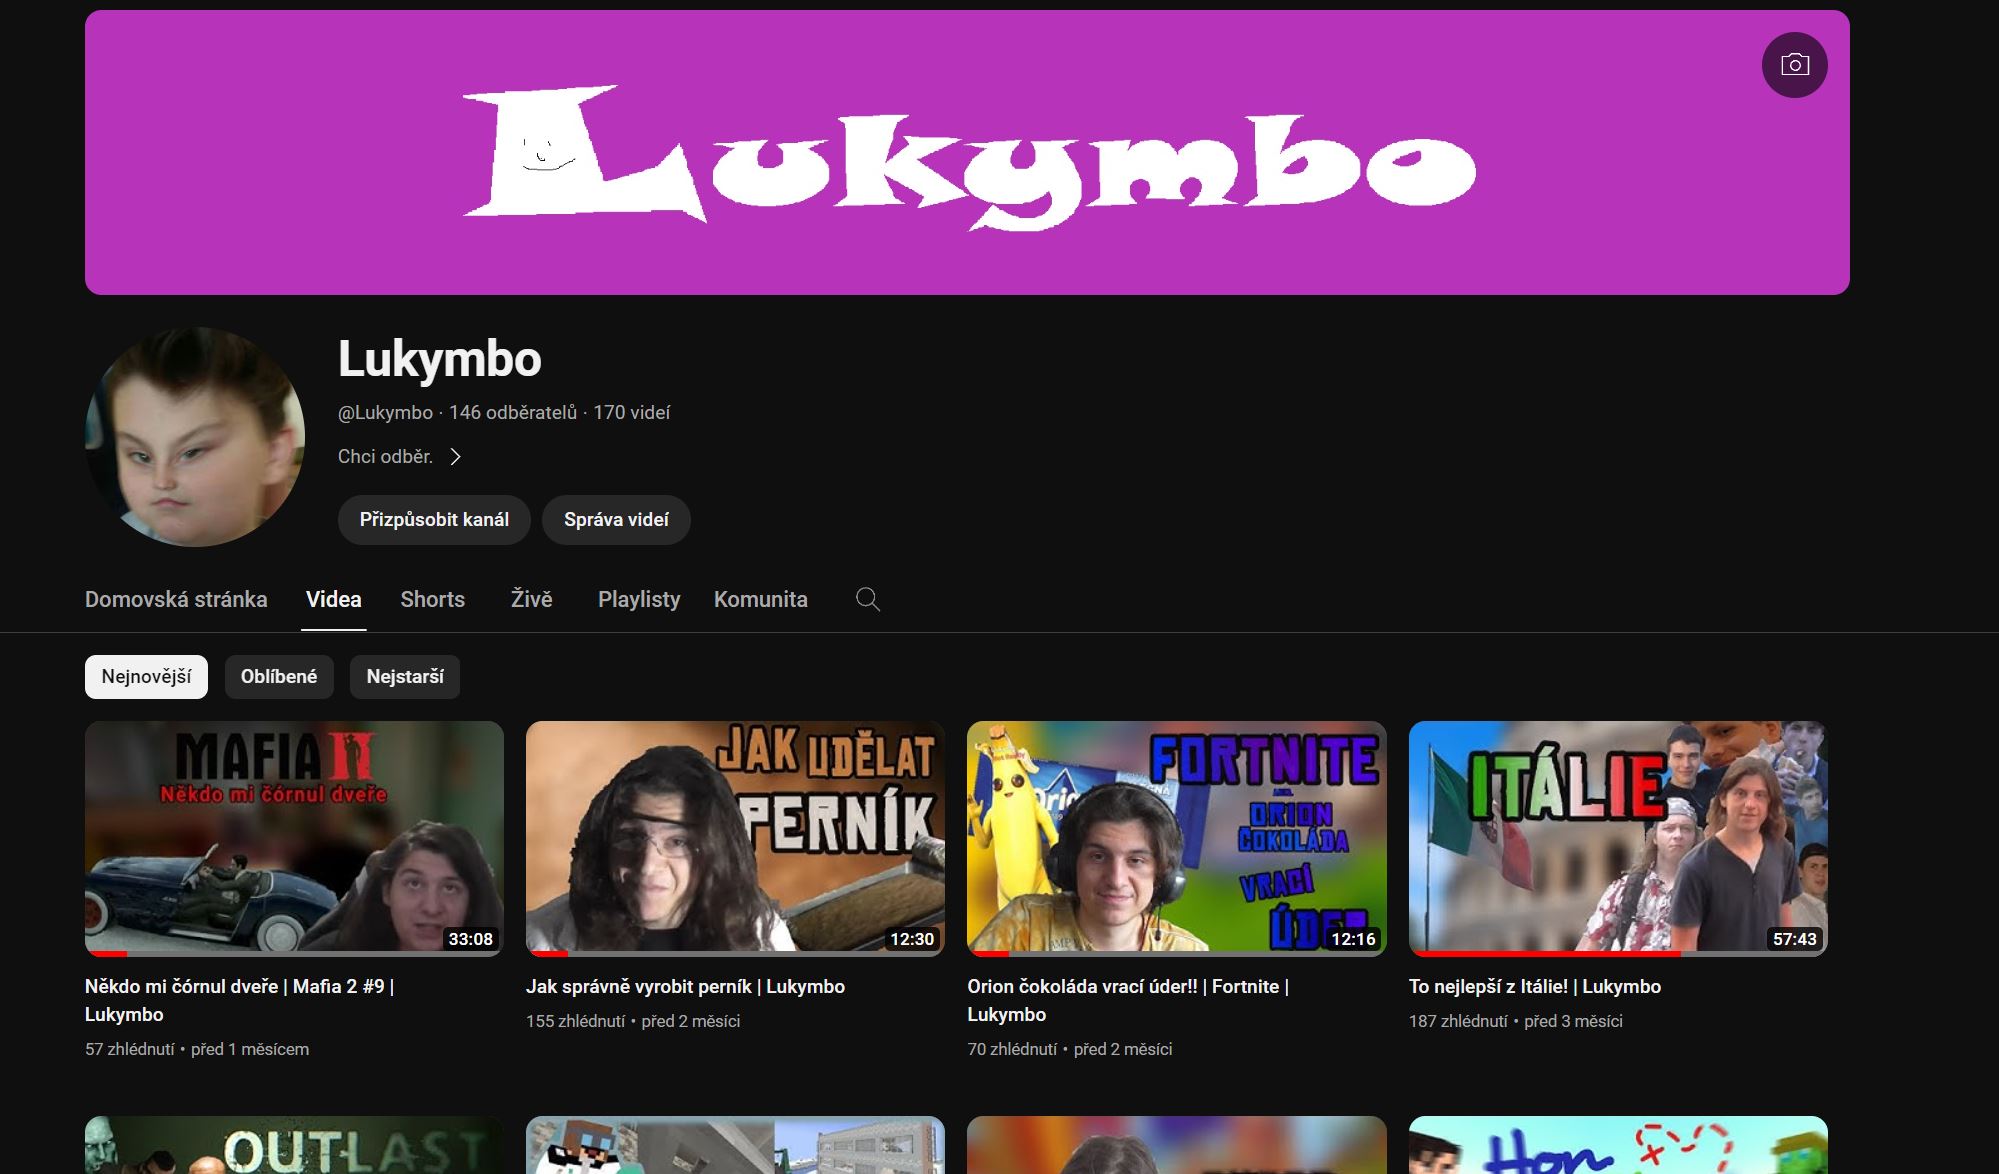 Lukymbo
Lukymbo
@Lukymbo · 146 odběratelů · 170 videí
Chci odběr.
Přizpůsobit kanál
Správa videí
Domovská stránka
Videa
Shorts
Živě
Playlisty
Komunita
Nejnovější
Oblíbené
Nejstarší
MAFIA II
Někdo mi čórnul dveře
33:08
JAK UDĚLAT
PERNÍK
12:30
FORTNITE
ORION
ČOKOLÁDA
VRACÍ
12:16
ITÁLIE
57:43
Někdo mi čórnul dveře | Mafia 2 #9 |
Lukymbo
57 zhlédnutí • před 1 měsícem
Jak správně vyrobit perník | Lukymbo
155 zhlédnutí • před 2 měsíci
Orion čokoláda vrací úder!! | Fortnite |
Lukymbo
70 zhlédnutí • před 2 měsíci
To nejlepší z Itálie! | Lukymbo
187 zhlédnutí • před 3 měsíci
OUTLAST
Hon